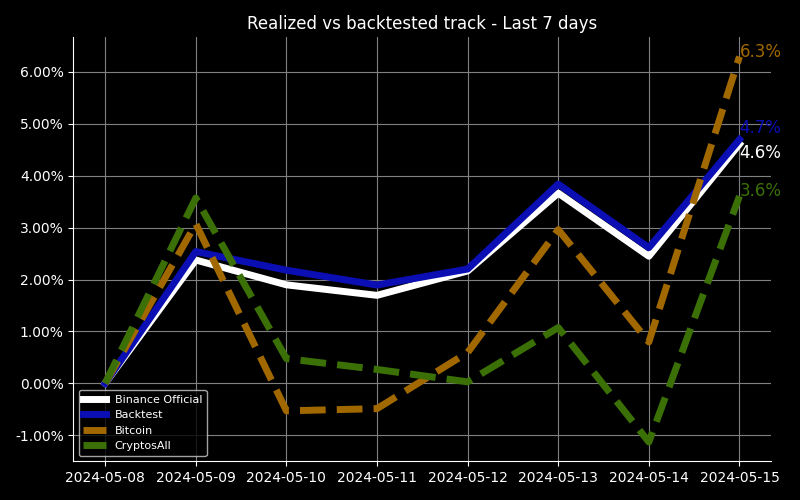 Realized vs backtested track - Last 7 days
6.00%
5.00%
4.00%
3.00%
2.00%
1.00%
0.00%
-1.00%
6.3%
4.7%
4.6%
3.6%
Binance Official
Backtest
Bitcoin
CryptosAll
2024-05-08 2024-05-09 2024-05-10 2024-05-11 2024-05-12 2024-05-13 2024-05-14 2024-05-15